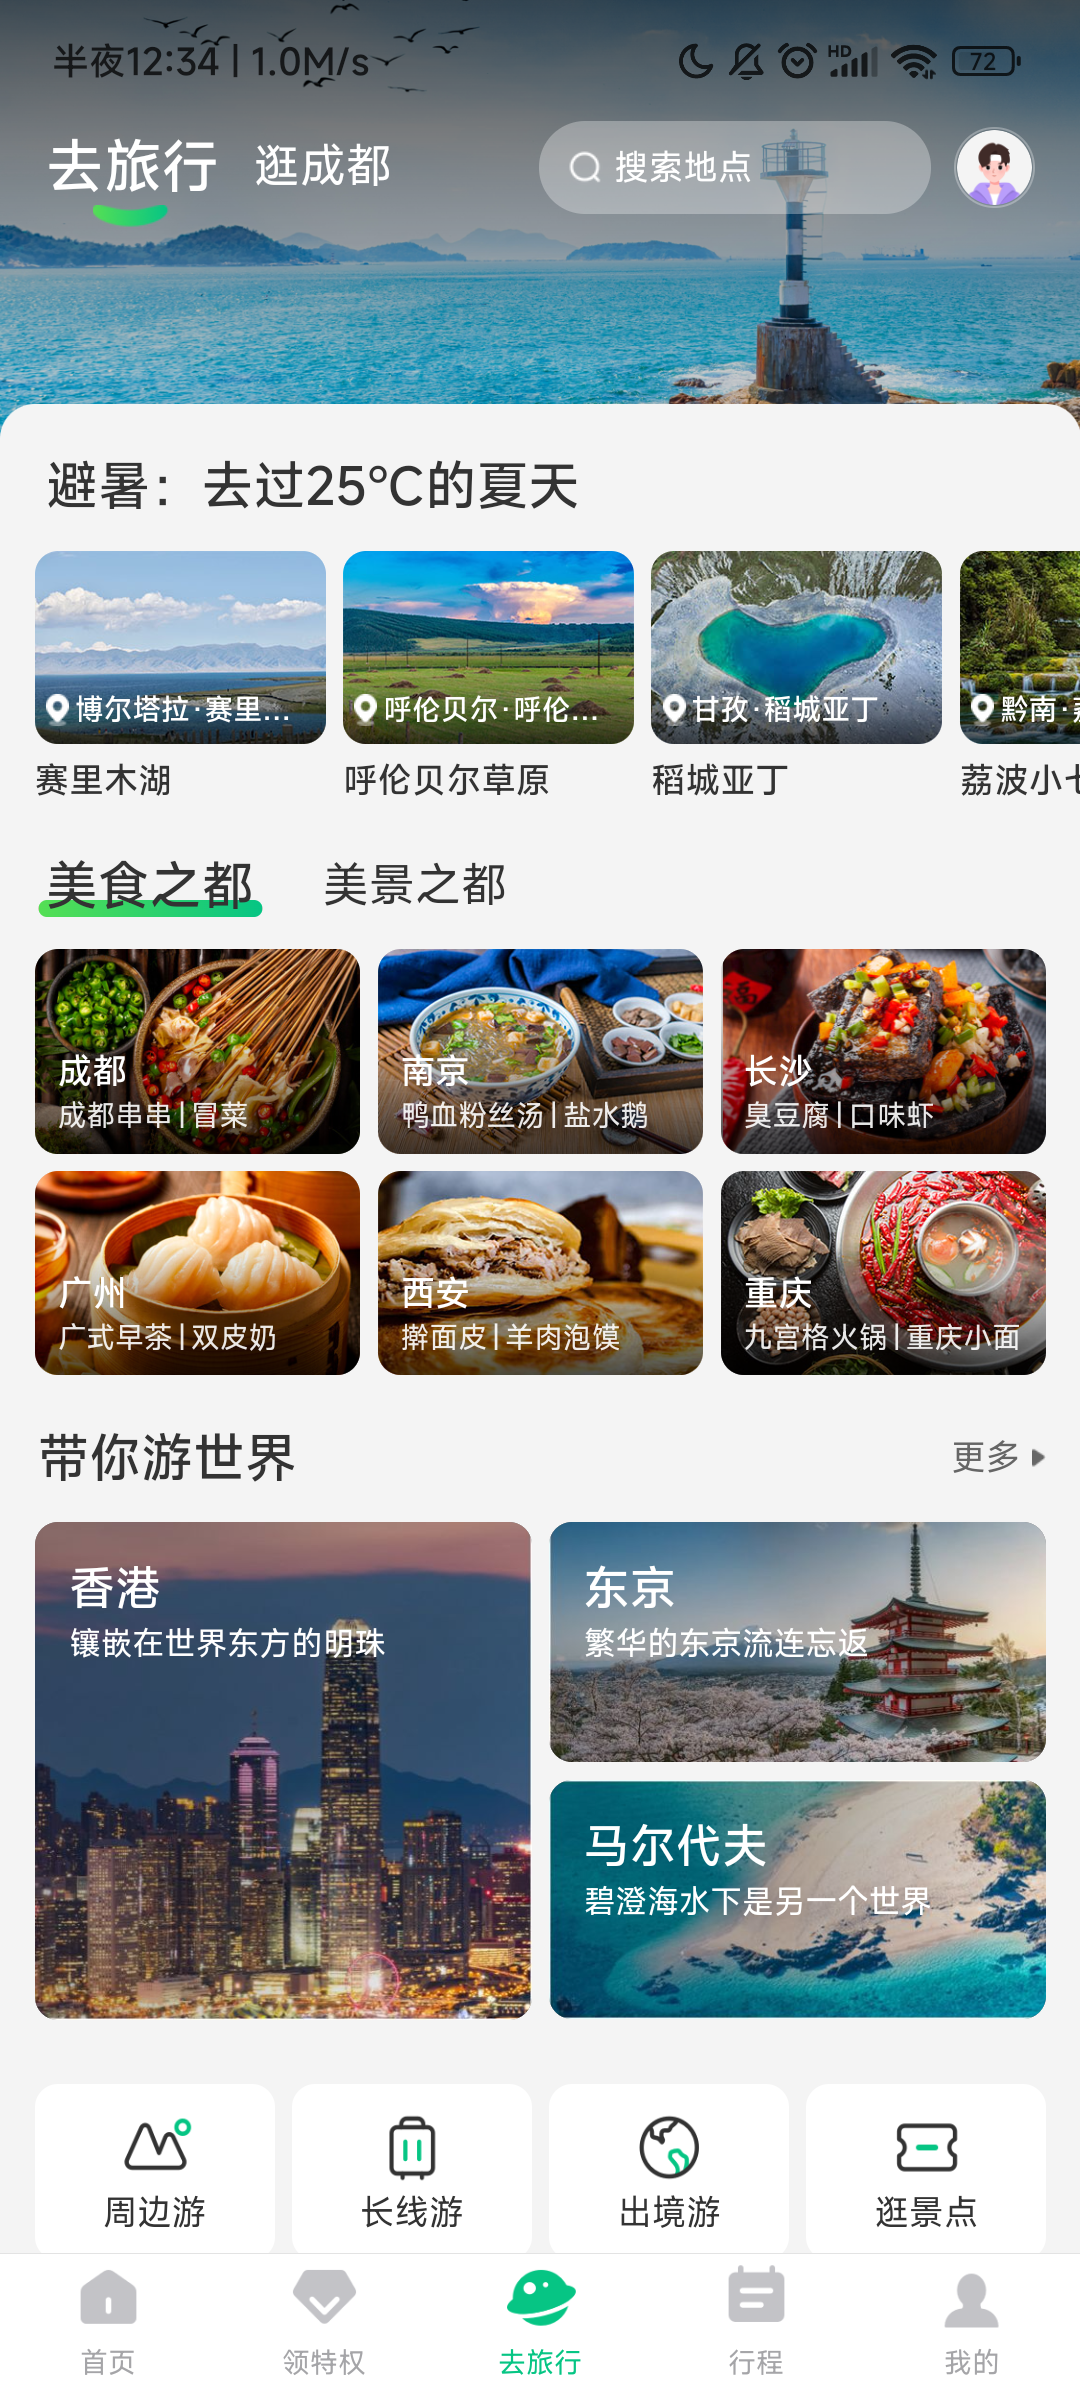 半夜12:34 | 1.0M/s
HD
72
去旅行
逛成都
搜索地点
避暑：去过25°C的夏天
博尔塔拉·赛里...
呼伦贝尔·呼伦...
甘孜·稻城亚丁
黔南·
赛里木湖
呼伦贝尔草原
稻城亚丁
荔波小七
美食之都
美景之都
成都
成都串串|冒菜
南京
鸭血粉丝汤|盐水鹅
长沙
臭豆腐|口味虾
广州
广式早茶|双皮奶
西安
擀面皮|羊肉泡馍
重庆
九宫格火锅|重庆小面
带你游世界
更多
香港
镶嵌在世界东方的明珠
东京
繁华的东京流连忘返
马尔代夫
碧澄海水下是另一个世界
周边游
长线游
出境游
逛景点
首页
领特权
去旅行
行程
我的